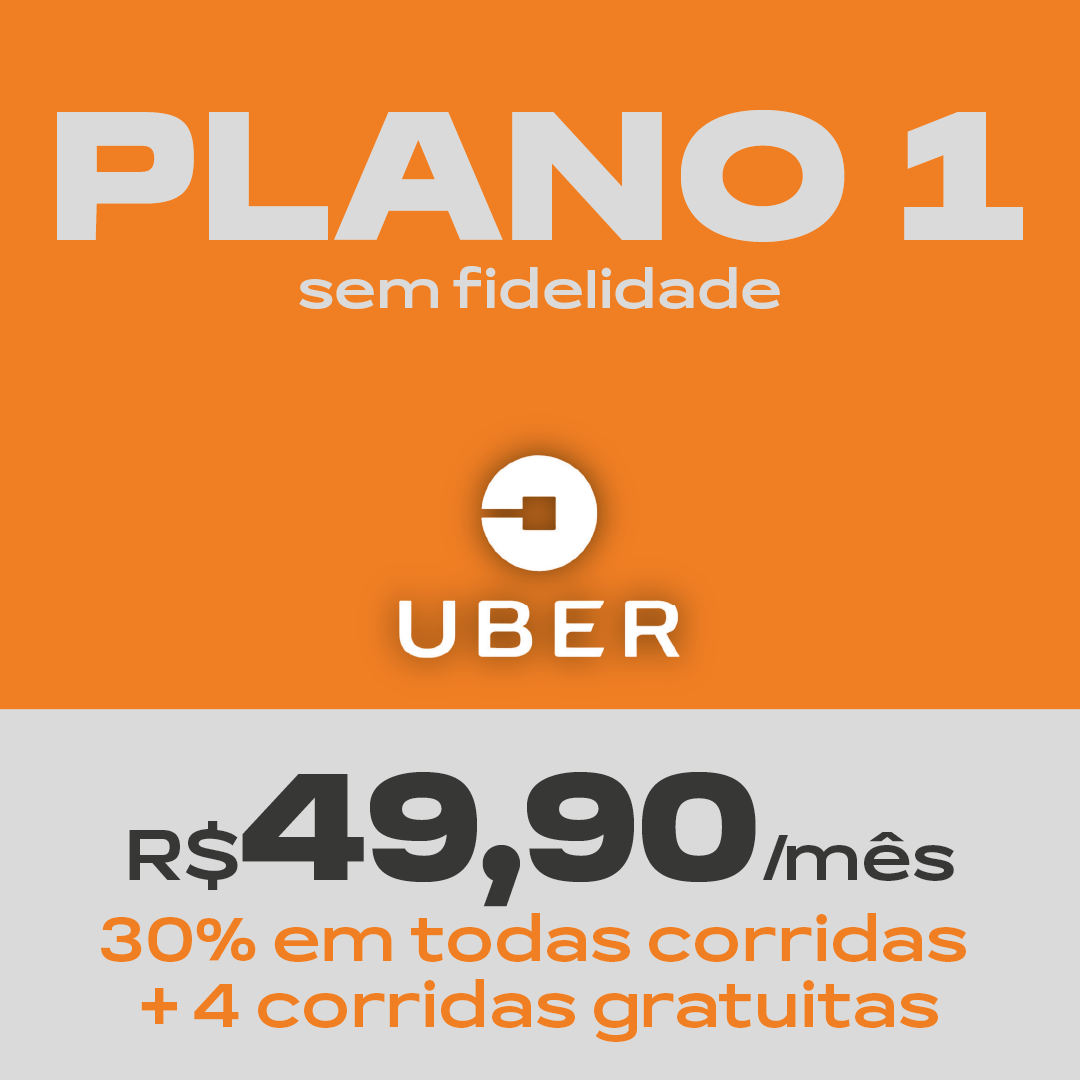 PLANO 1
sem fidelidade
UBER
R$49,90/mês
30% em todas corridas
+ 4 corridas gratuitas